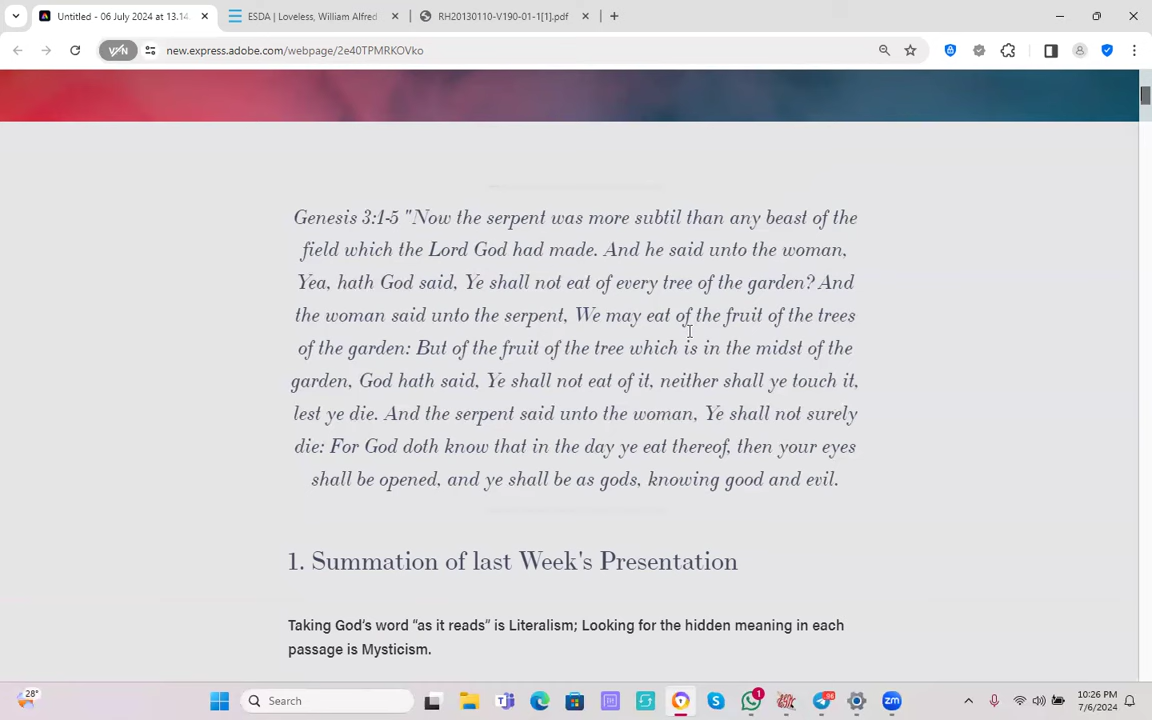 Untitled - 06 July 2024 at 13.14.
ESDA | Loveless, William Alfred
RH20130110-V190-01-1[1].pdf
VPN
new.express.adobe.com/webpage/2e40TPMRKOVko
Genesis 3:1-5 "Now the serpent was more subtil than any beast of the
field which the Lord God had made. And he said unto the woman,
Yea, hath God said, Ye shall not eat of every tree of the garden? And
the woman said unto the serpent, We may eat of the fruit of the trees
of the garden: But of the fruit of the tree which is in the midst of the
garden, God hath said, Ye shall not eat of it, neither shall ye touch it,
lest ye die. And the serpent said unto the woman, Ye shall not surely
die: For God doth know that in the day ye eat thereof, then your eyes
shall be opened, and ye shall be as gods, knowing good and evil.
1. Summation of last Week's Presentation
Taking God's word “as it reads” is Literalism; Looking for the hidden meaning in each
passage is Mysticism.
28°
Search
1
96
zm
10:26 PM
7/6/2024